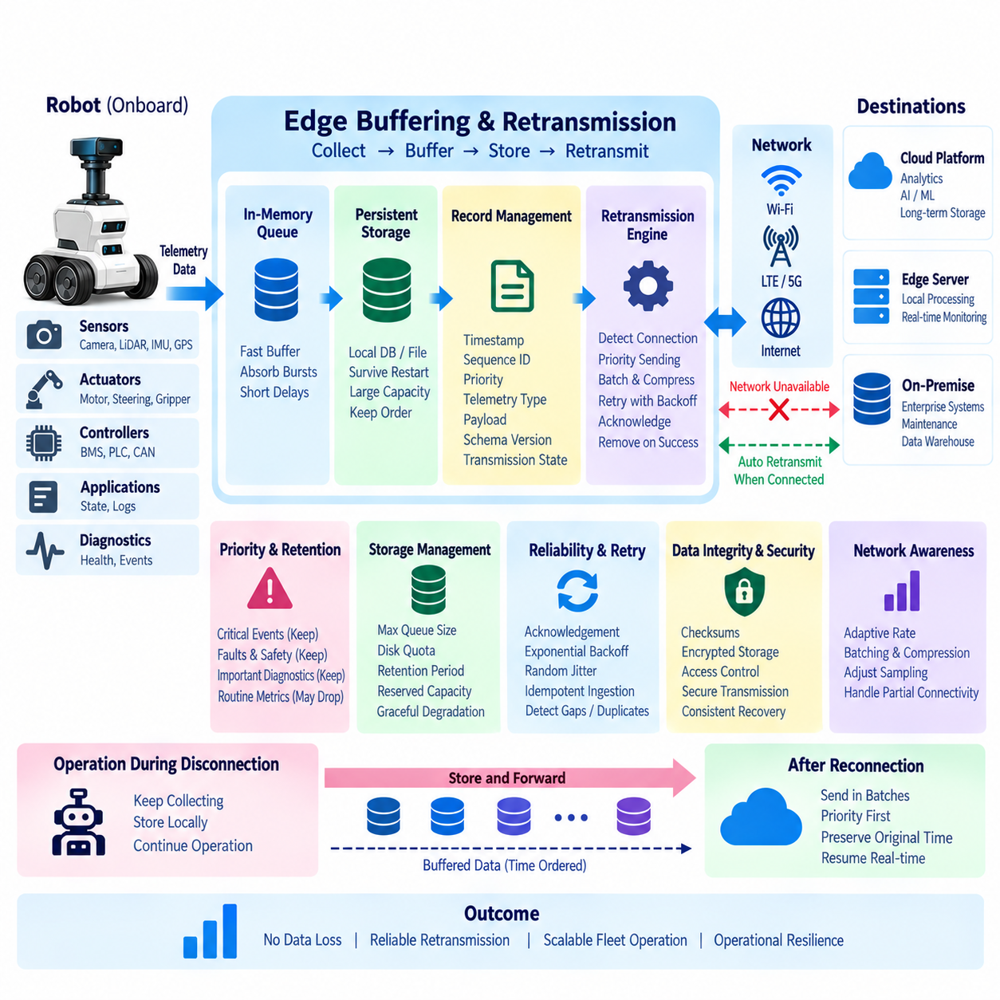 Robot (Onboard)
Telemetry
Data
Sensors
Camera, LiDAR, IMU, GPS
Actuators
Motor, Steering, Gripper
Controllers
BMS, PLC, CAN
Applications
State, Logs
Diagnostics
Health, Events
Edge Buffering & Retransmission
Collect → Buffer → Store → Retransmit
In-Memory
Queue
Fast Buffer
Absorb Bursts
Short Delays
Persistent
Storage
Local DB / File
Survive Restart
Large Capacity
Keep Order
Record Management
Timestamp
Sequence ID
Priority
Telemetry Type
Payload
Schema Version
Transmission State
Retransmission
Engine
Detect Connection
Priority Sending
Batch & Compress
Retry with Backoff
Acknowledge
Remove on Success
Network
Wi-Fi
LTE / 5G
Internet
Network Unavailable
Auto Retransmit
When Connected
Destinations
Cloud Platform
Analytics
AI / ML
Long-term Storage
Edge Server
Local Processing
Real-time Monitoring
On-Premise
Enterprise Systems
Maintenance
Data Warehouse
Priority & Retention
Critical Events (Keep)
Faults & Safety (Keep)
Important Diagnostics (Keep)
Routine Metrics (May Drop)
Storage Management
Max Queue Size
Disk Quota
Retention Period
Reserved Capacity
Graceful Degradation
Reliability & Retry
Acknowledgement
Exponential Backoff
Random Jitter
Idempotent Ingestion
Detect Gaps / Duplicates
Data Integrity & Security
Checksums
Encrypted Storage
Access Control
Secure Transmission
Consistent Recovery
Network Awareness
Adaptive Rate
Batching & Compression
Adjust Sampling
Handle Partial Connectivity
Operation During Disconnection
Keep Collecting
Store Locally
Continue Operation
Store and Forward
Buffered Data (Time Ordered)
After Reconnection
Send in Batches
Priority First
Preserve Original Time
Resume Real-time
Outcome
No Data Loss | Reliable Retransmission | Scalable Fleet Operation | Operational Resilience